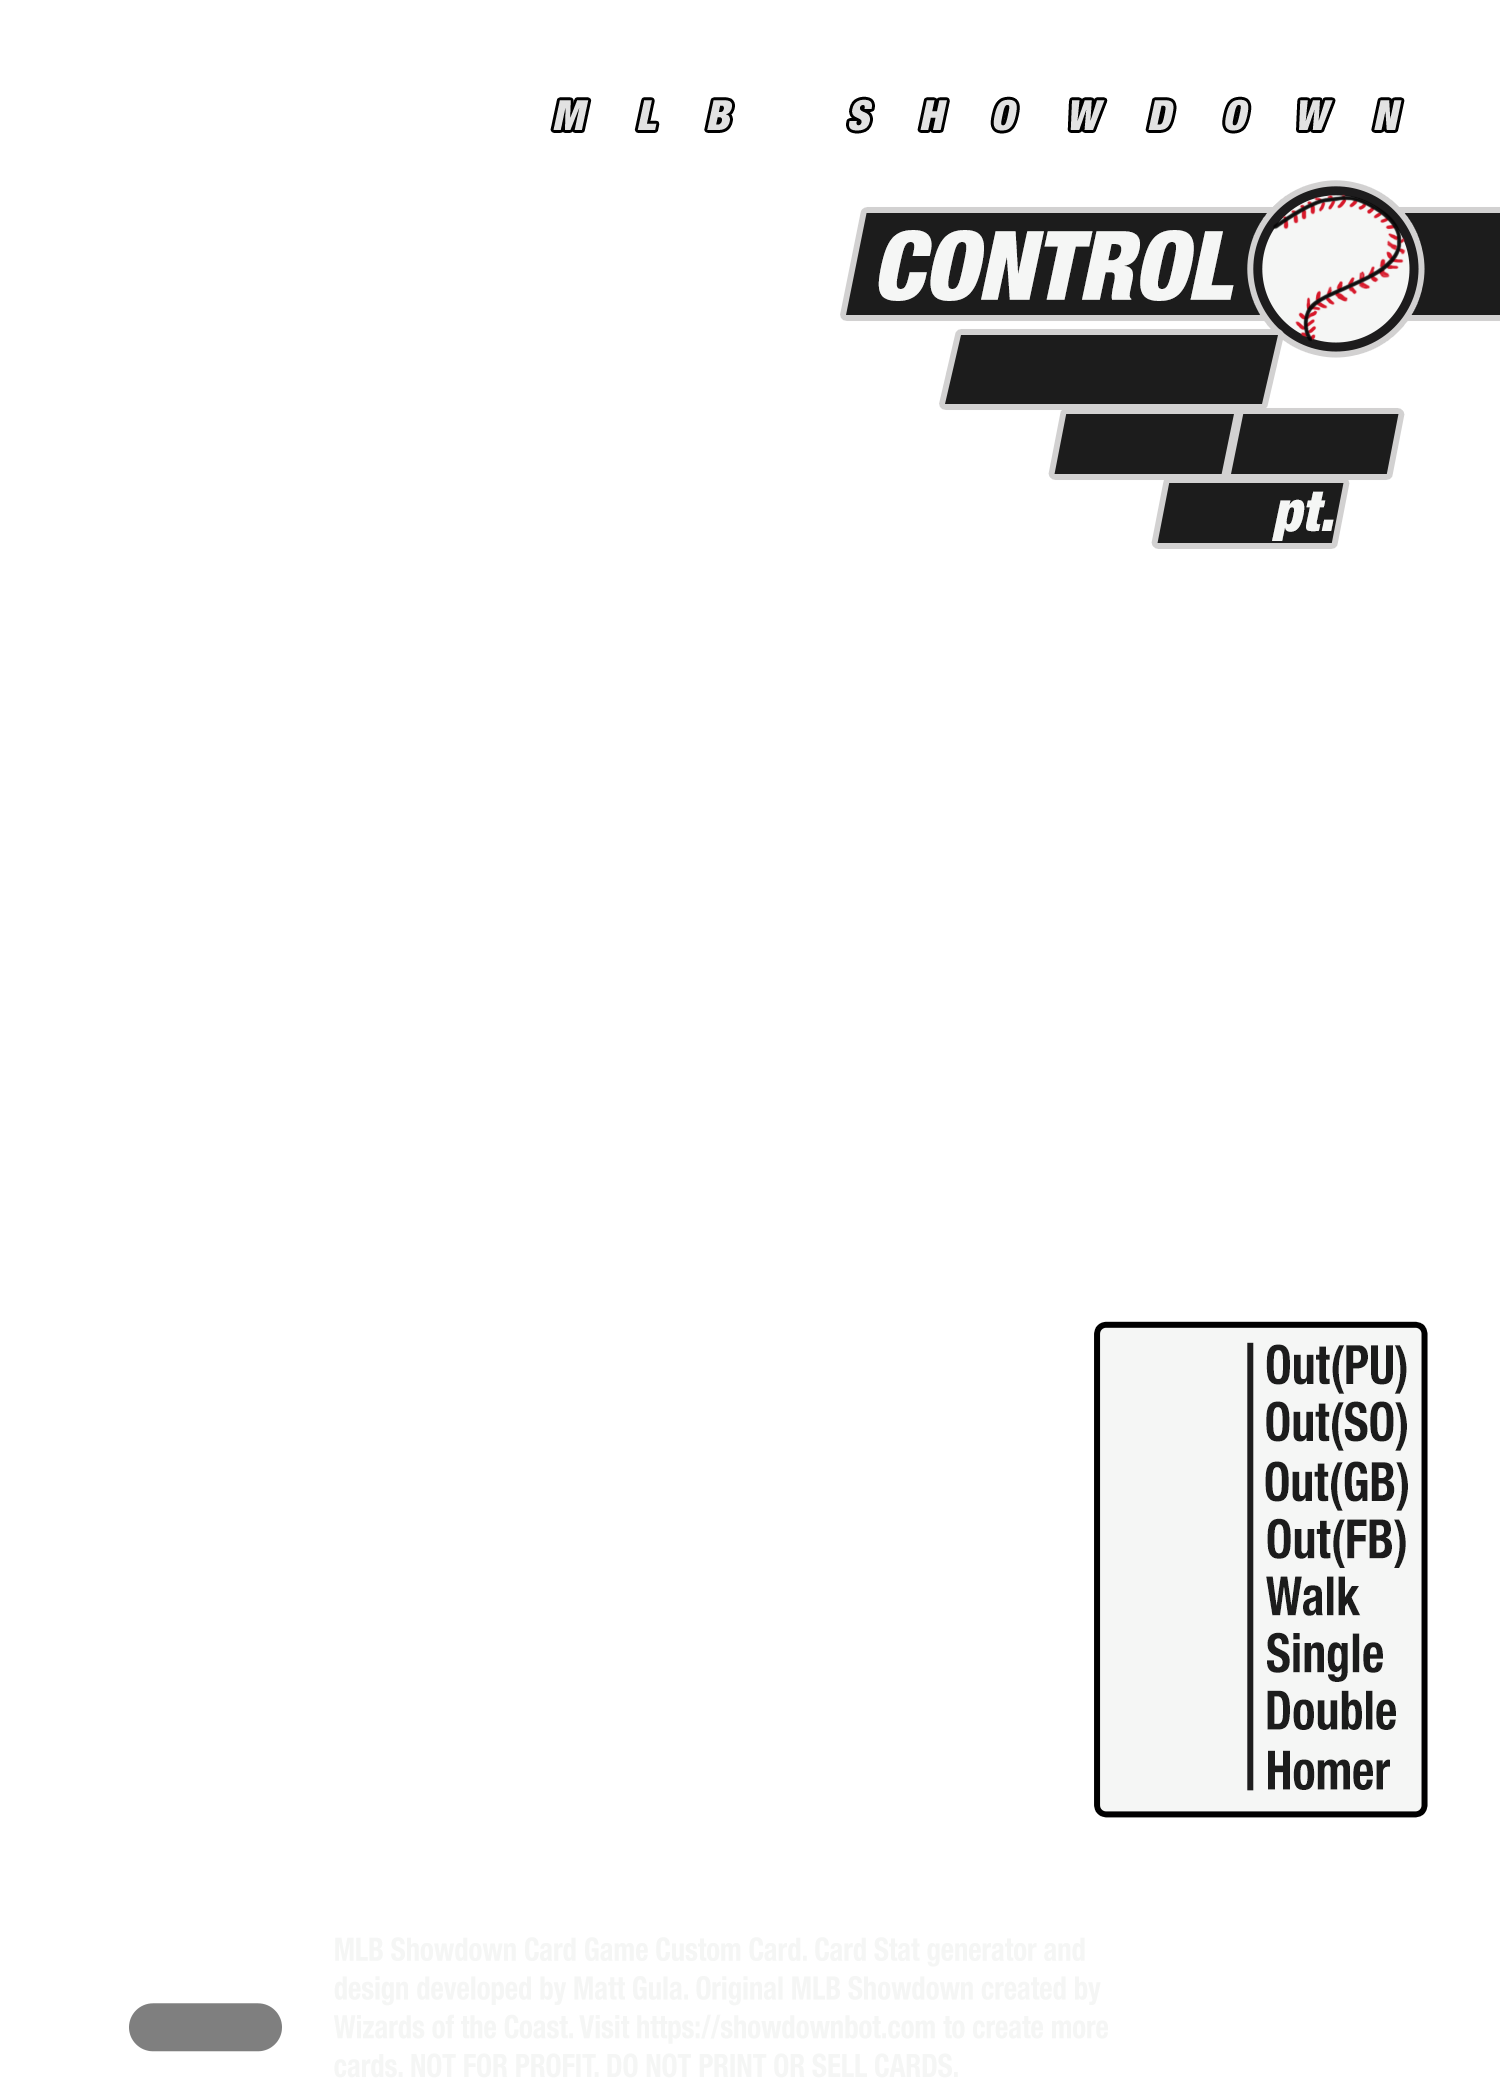 MLB SHOWDOWN
CONTROL
pt.
Out(PU)
Out(SO)
Out(GB)
Out(FB)
Walk
Single
Double
Homer
MLB Showdown Card Game Custom Card. Card Stat generator and
design developed by Matt Gula. Original MLB Showdown created by
Wizards of the Coast. Visit https://showdownbot.com to create more
cards. NOT FOR PROFIT. DO NOT PRINT OR SELL CARDS.